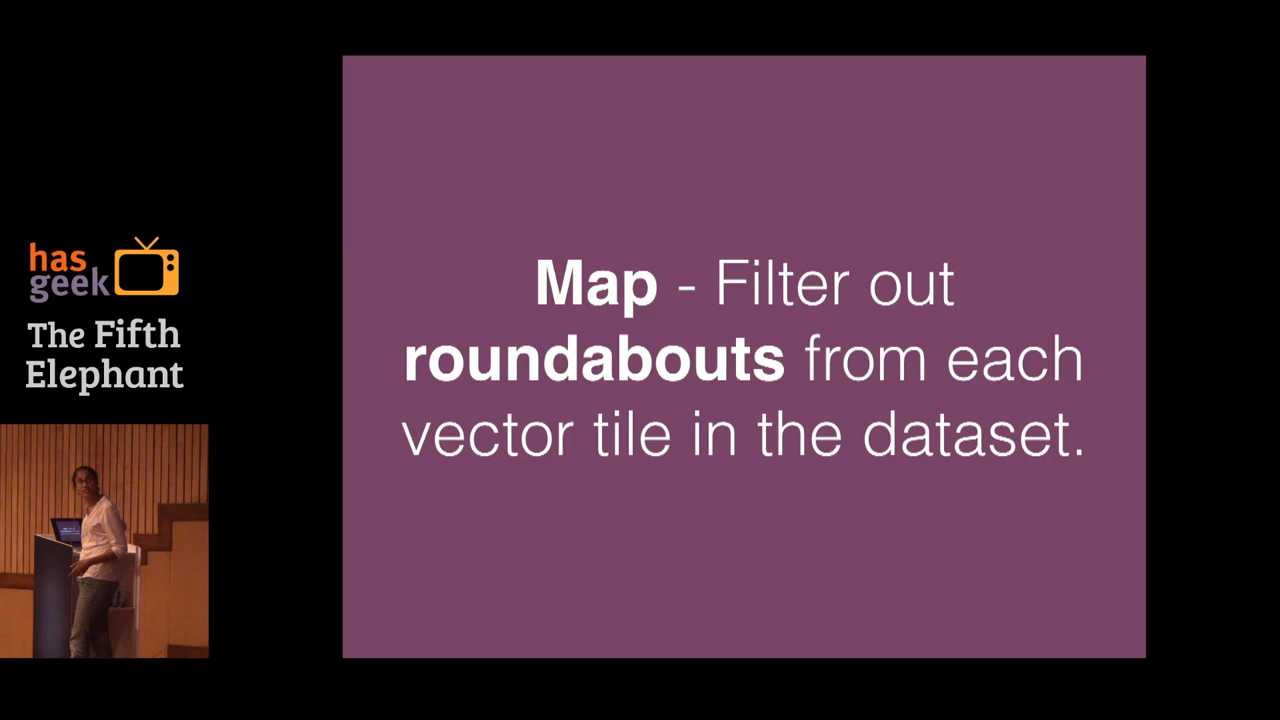 has
geek
The Fifth
Elephant
Map - Filter out
roundabouts from each
vector tile in the dataset.